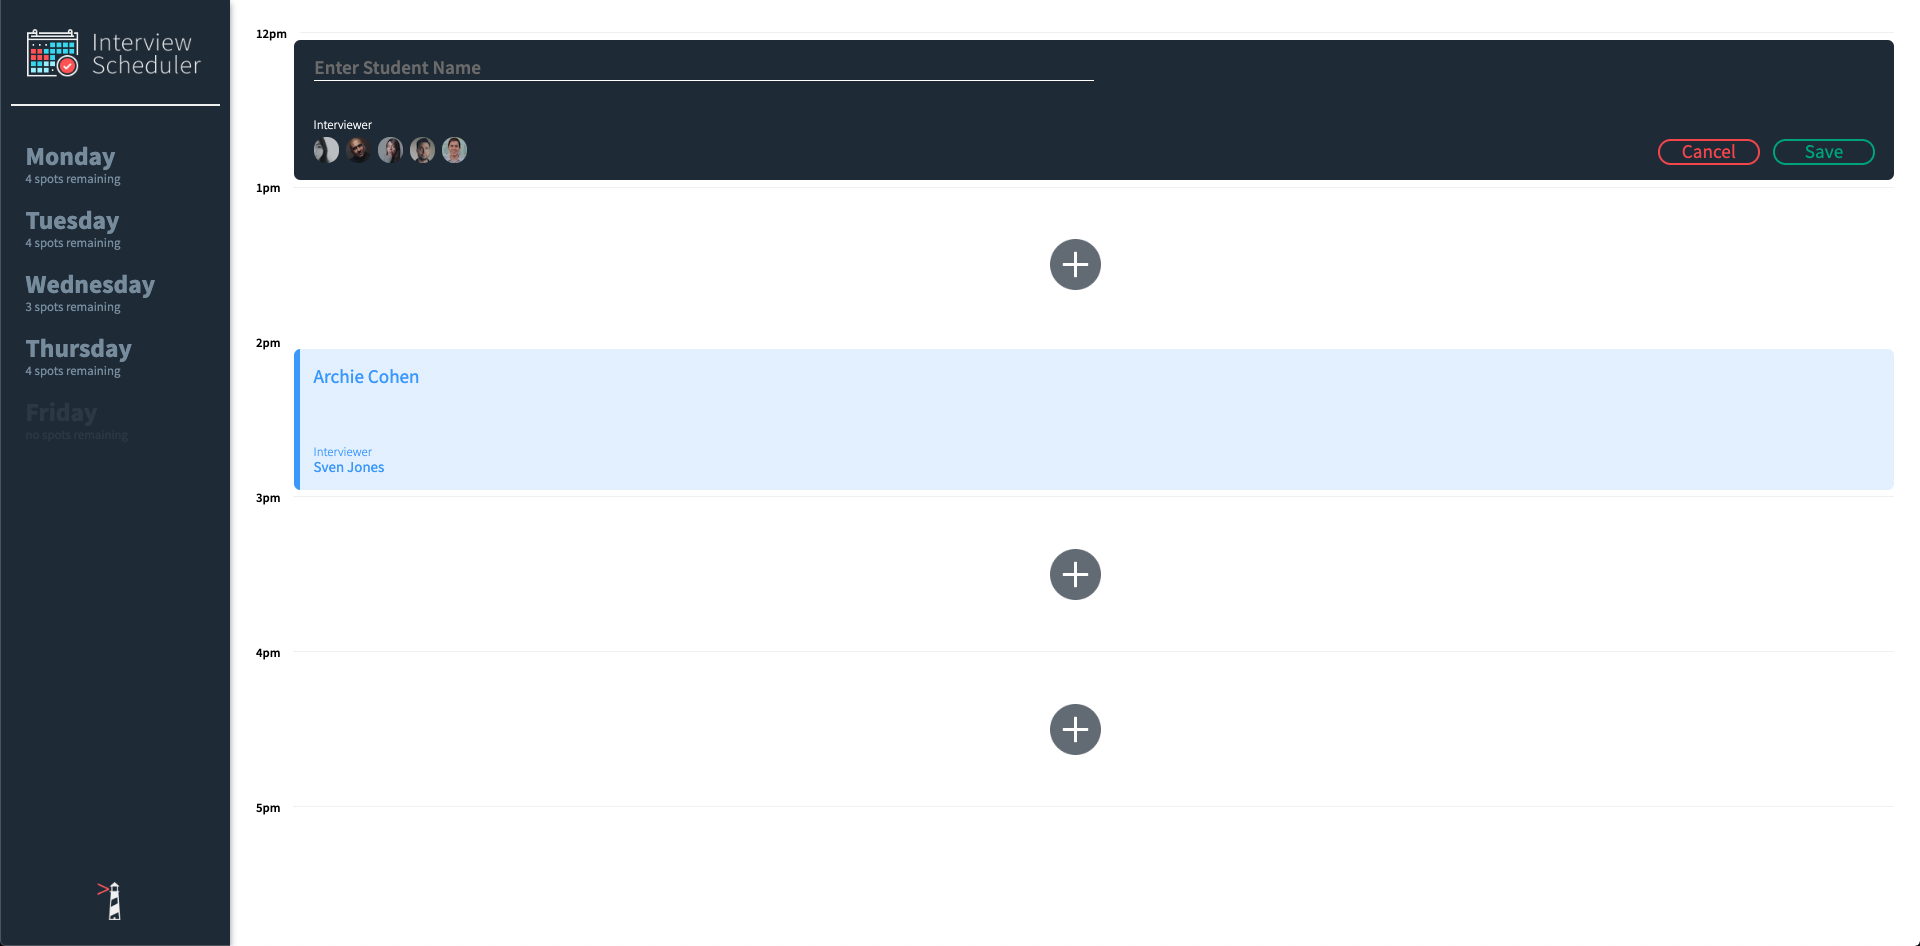 Interview
Scheduler
Monday
4 spots remaining
Tuesday
4 spots remaining
Wednesday
3 spots remaining
Thursday
4 spots remaining
Friday
no spots remaining
12pm
Enter Student Name
Interviewer
Cancel
Save
1pm
2pm
Archie Cohen
Interviewer
Sven Jones
3pm
4pm
5pm